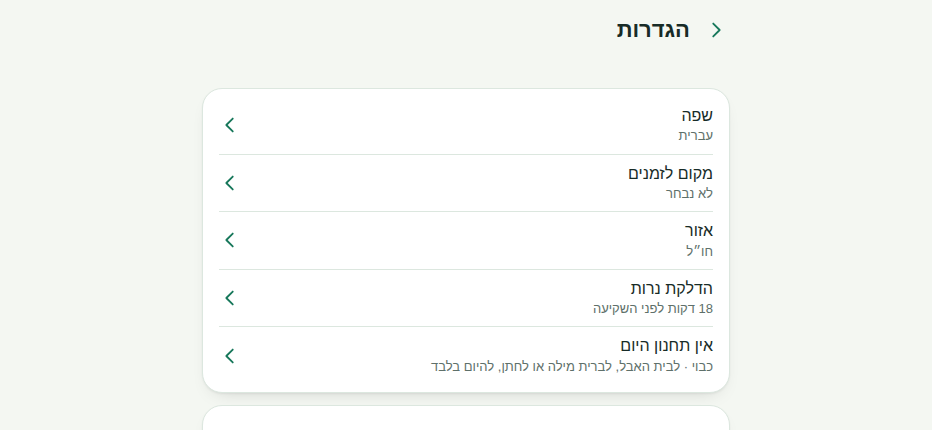 הגדרות
שפה
עברית
מקום לזמנים
לא נבחר
אזור
חו״ל
הדלקת נרות
18 דקות לפני השקיעה
אין תחנון היום
כבוי · לבית האבל, לברית מילה או לחתן, להיום בלבד